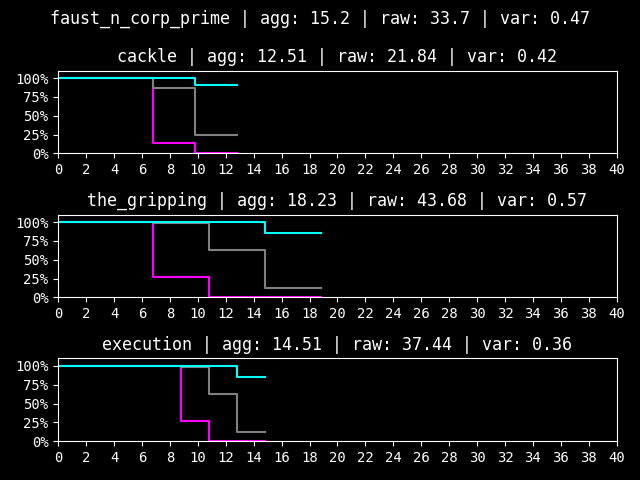 faust_n_corp_prime | agg: 15.2 | raw: 33.7 | var: 0.47
cackle | agg: 12.51 | raw: 21.84 | var: 0.42
100%
75%
50%
25%
0%
0 2 4 6 8 10 12 14 16 18 20 22 24 26 28 30 32 34 36 38 40
the_gripping | agg: 18.23 | raw: 43.68 | var: 0.57
100%
75%
50%
25%
0%
0 2 4 6 8 10 12 14 16 18 20 22 24 26 28 30 32 34 36 38 40
execution | agg: 14.51 | raw: 37.44 | var: 0.36
100%
75%
50%
25%
0%
0 2 4 6 8 10 12 14 16 18 20 22 24 26 28 30 32 34 36 38 40